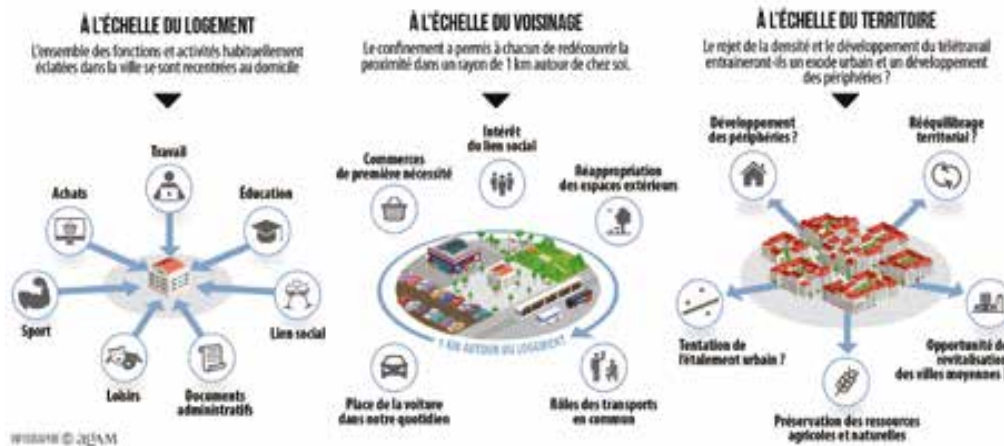 À L'ÉCHELLE DU LOGEMENT
L'ensemble des fonctions et activités habituellement
éclatées dans la ville se sont recentrées au domicile
Travail
Achats
Éducation
Sport
Lien social
Loisirs
Documents
administratifs
À L'ÉCHELLE DU VOISINAGE
Le confinement a permis à chacun de redécouvrir la
proximité dans un rayon de 1 km autour de chez soi.
Intérêt
du lien social
Commerces
de première nécessité
Réappropriation
des espaces extérieurs
1 KM AUTOUR DU LOGEMENT
Place de la voiture
dans notre quotidien
Rôles des transports
en commun
À L'ÉCHELLE DU TERRITOIRE
Le rejet de la densité et le développement du télétravail
entraineront-ils un exode urbain et un développement
des périphéries ?
Développement
des périphéries ?
Rééquilibrage
territorial ?
Tentation de
l'étalement urbain ?
Opportunité de
revitalisation
des villes moyennes
Préservation des ressources
agricoles et naturelles
INFOGRAPHIE © agAM